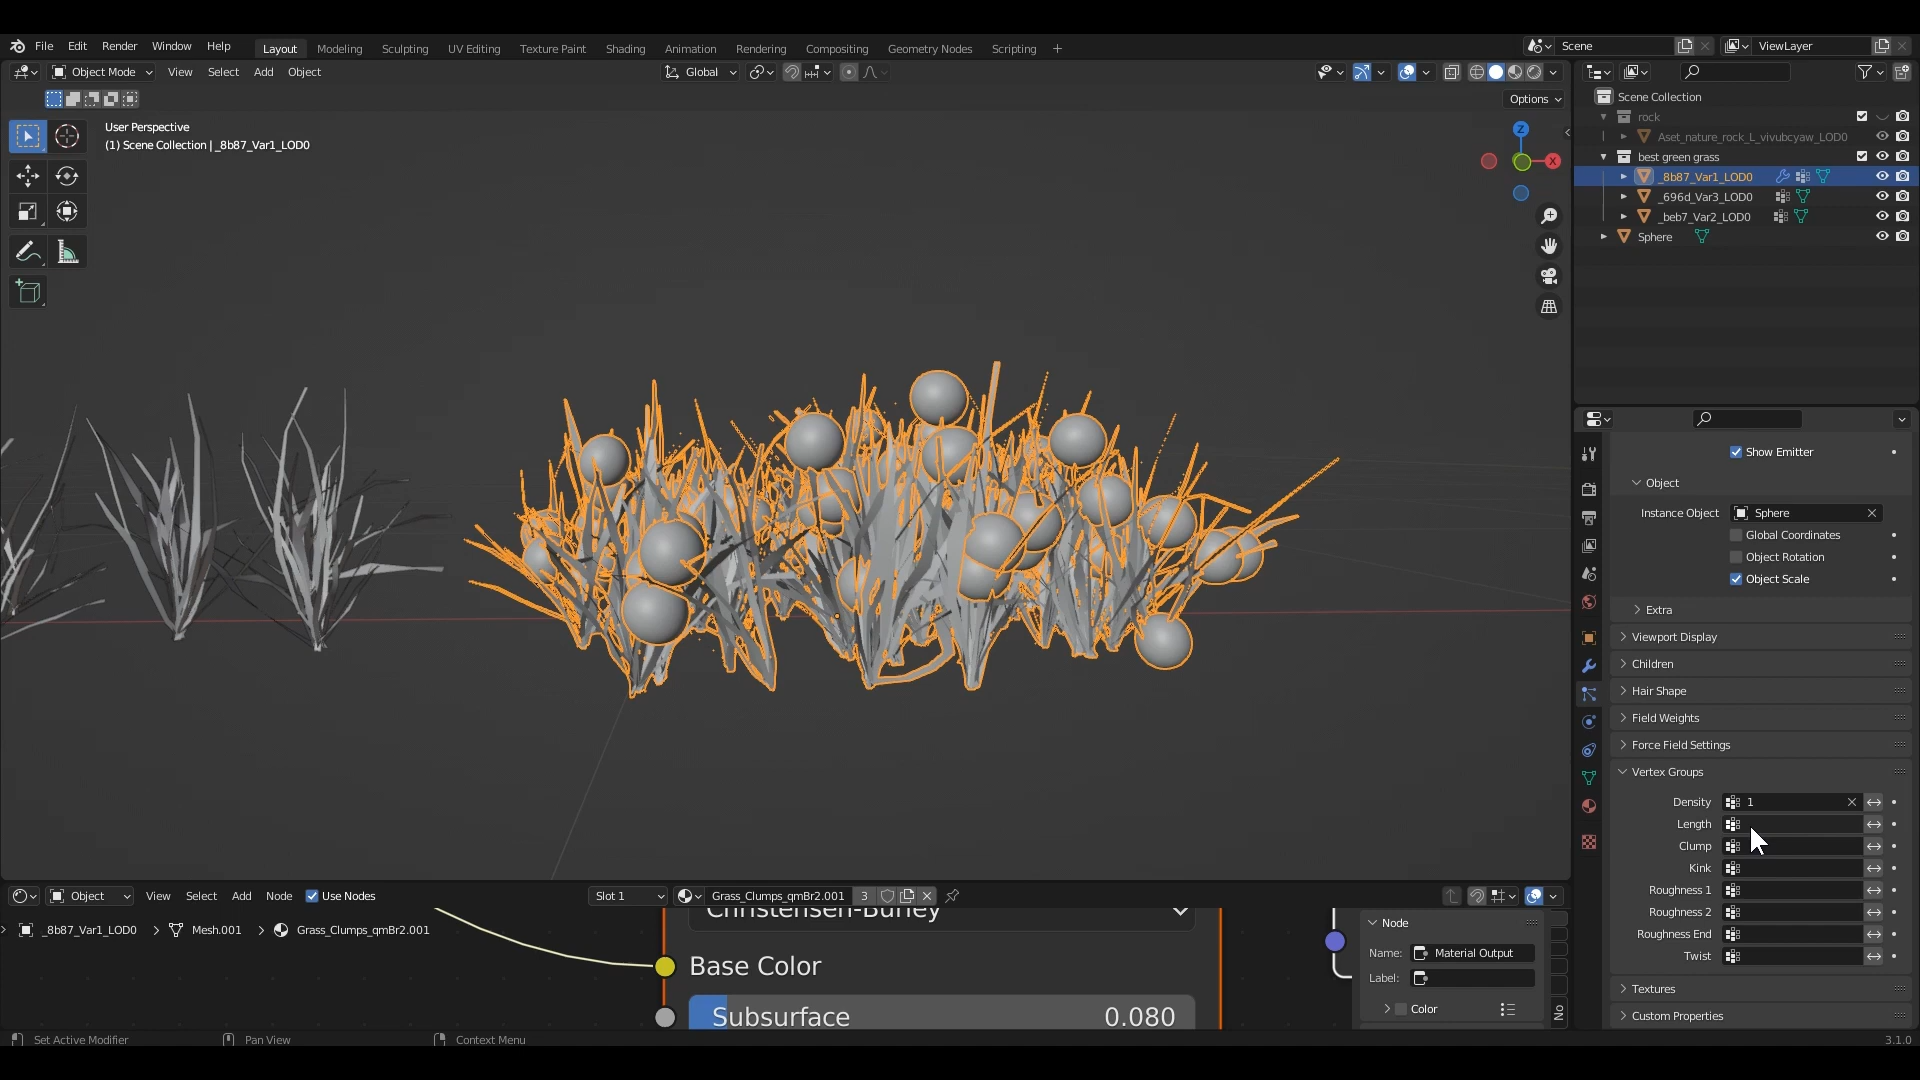 File Edit Render Window Help Layout Modeling Sculpting UV Editing Texture Paint Shading Animation Rendering Compositing Geometry Nodes Scripting + Scene ViewLayer
Object Mode View Select Add Object Global
Options
User Perspective
(1) Scene Collection | _8b87_Var1_LOD0
Z
X
Scene Collection
rock
Aset_nature_rock_L_vivubcyaw_LOD0
best green grass
_8b87_Var1_LOD0
_696d_Var3_LOD0
_beb7_Var2_LOD0
Sphere
Show Emitter
Object
Instance Object Sphere
Global Coordinates
Object Rotation
Object Scale
Extra
Viewport Display
Children
Hair Shape
Field Weights
Force Field Settings
Vertex Groups
Density 1
Length
Clump
Kink
Roughness 1
Roughness 2
Roughness End
Twist
Textures
Custom Properties
Object View Select Add Node Use Nodes Slot 1 Grass_Clumps_qmBr2.001 3
_8b87_Var1_LOD0 > Mesh.001 > Grass_Clumps_qmBr2.001
Christensen-Burley
Base Color
Subsurface 0.080
Node
Name: Material Output
Label:
Color
No
Set Active Modifier Pan View Context Menu 3.1.0